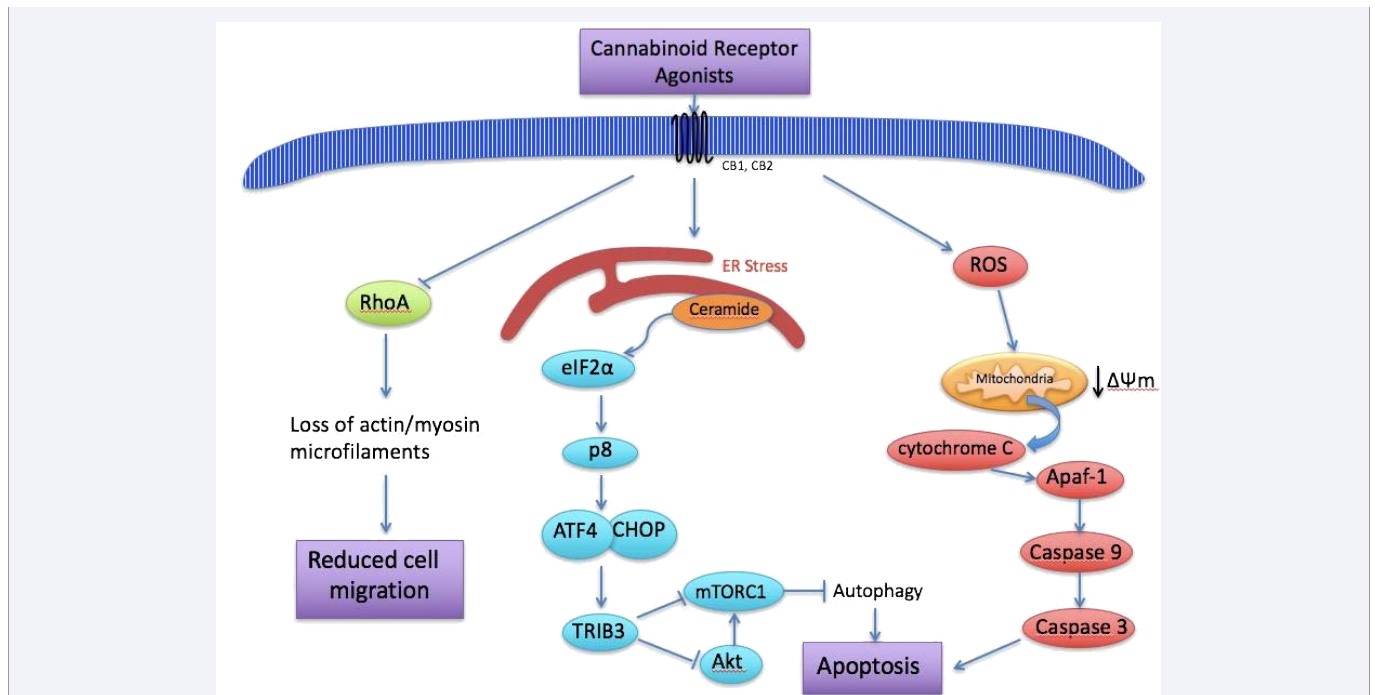 Cannabinoid Receptor
Agonists
CB1, CB2
ER Stress
ROS
RhoA
Ceramide
eIF2α
Mitochondria
ΔΨm
Loss of actin/myosin
microfilaments
p8
cytochrome C
Apaf-1
ATF4
CHOP
Caspase 9
Reduced cell
migration
mTORC1
Autophagy
TRIB3
Caspase 3
Akt
Apoptosis